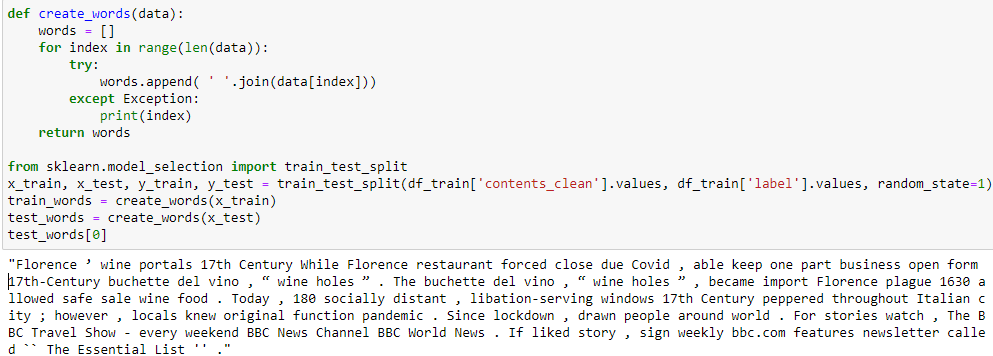 def create_words(data):
    words = []
    for index in range(len(data)):
        try:
            words.append( ' '.join(data[index]))
        except Exception:
            print(index)
    return words

from sklearn.model_selection import train_test_split
x_train, x_test, y_train, y_test = train_test_split(df_train['contents_clean'].values, df_train['label'].values, random_state=1)
train_words = create_words(x_train)
test_words = create_words(x_test)
test_words[0]

"Florence ’ wine portals 17th Century While Florence restaurant forced close due Covid , able keep one part business open form
17th-Century buchette del vino , “ wine holes ” . The buchette del vino , “ wine holes ” , became import Florence plague 1630 a
llowed safe sale wine food . Today , 180 socially distant , libation-serving windows 17th Century peppered throughout Italian c
ity ; however , locals knew original function pandemic . Since lockdown , drawn people around world . For stories watch , The B
BC Travel Show - every weekend BBC News Channel BBC World News . If liked story , sign weekly bbc.com features newsletter calle
d `` The Essential List '' ."